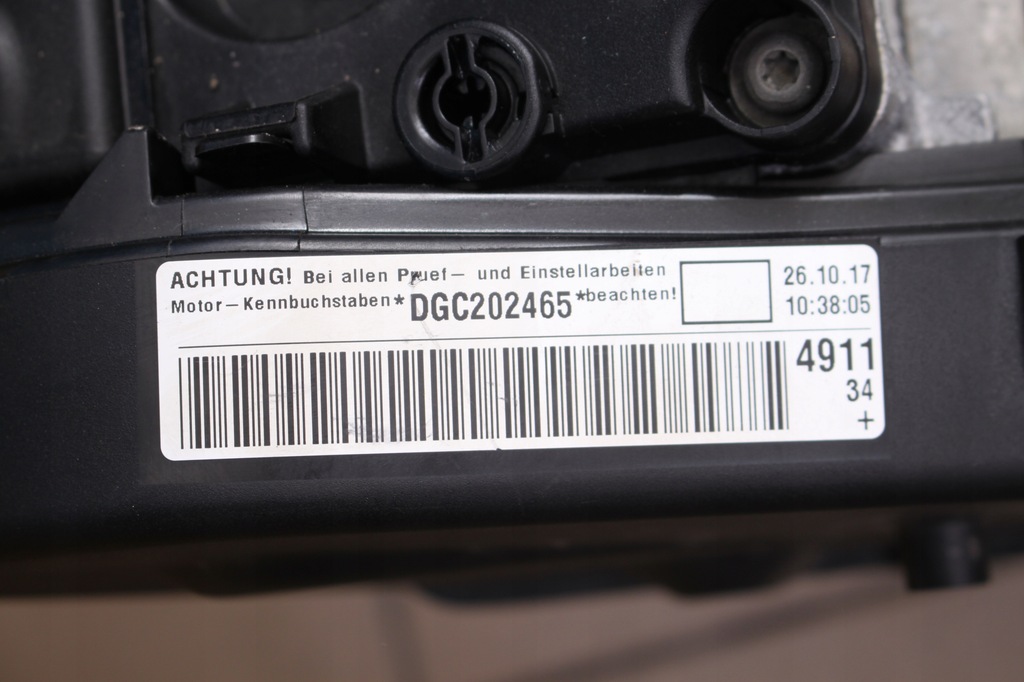 ACHTUNG! Bei allen Pruef- und Einstellarbeiten
Motor-Kennbuchstaben*DGC202465*beachten!
26.10.17
10:38:05
4911
34
+